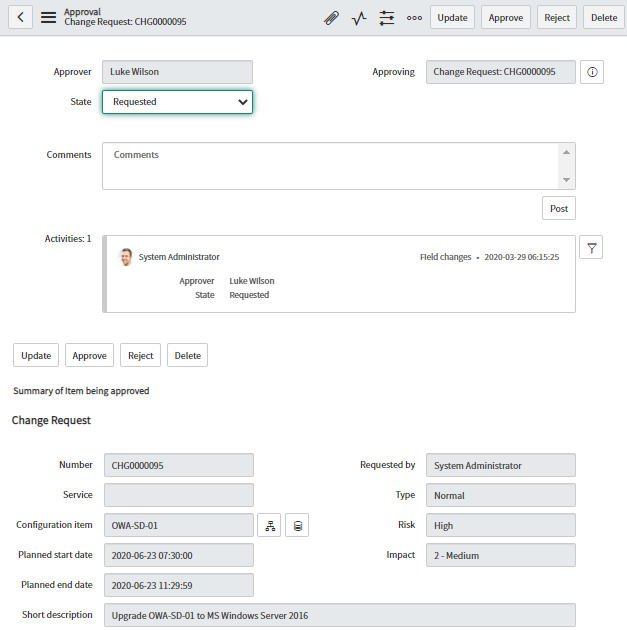 Approval
Change Request: CHG0000095
Update Approve Reject Delete
Approver Luke Wilson Approving Change Request: CHG0000095
State Requested
Comments Comments
Post
Activities: 1
System Administrator Field changes • 2020-03-29 06:15:25
Approver Luke Wilson
State Requested
Update Approve Reject Delete
Summary of Item being approved
Change Request
Number CHG0000095 Requested by System Administrator
Service Type Normal
Configuration item OWA-SD-01 Risk High
Planned start date 2020-06-23 07:30:00 Impact 2 - Medium
Planned end date 2020-06-23 11:29:59
Short description Upgrade OWA-SD-01 to MS Windows Server 2016